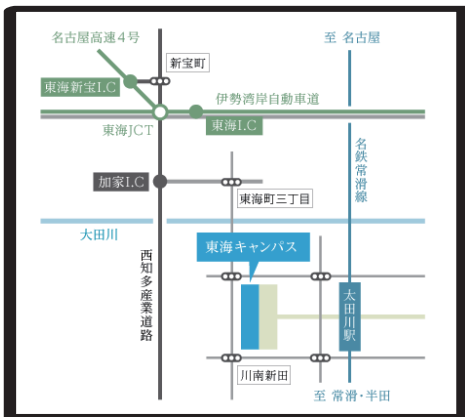 名古屋高速4号
至 名古屋
新宝町
東海新宝I.C
伊勢湾岸自動車道
東海JCT
東海I.C
名鉄常滑線
加家I.C
東海町三丁目
大田川
東海キャンパス
西知多産業道路
太田川駅
川南新田
至 常滑・半田